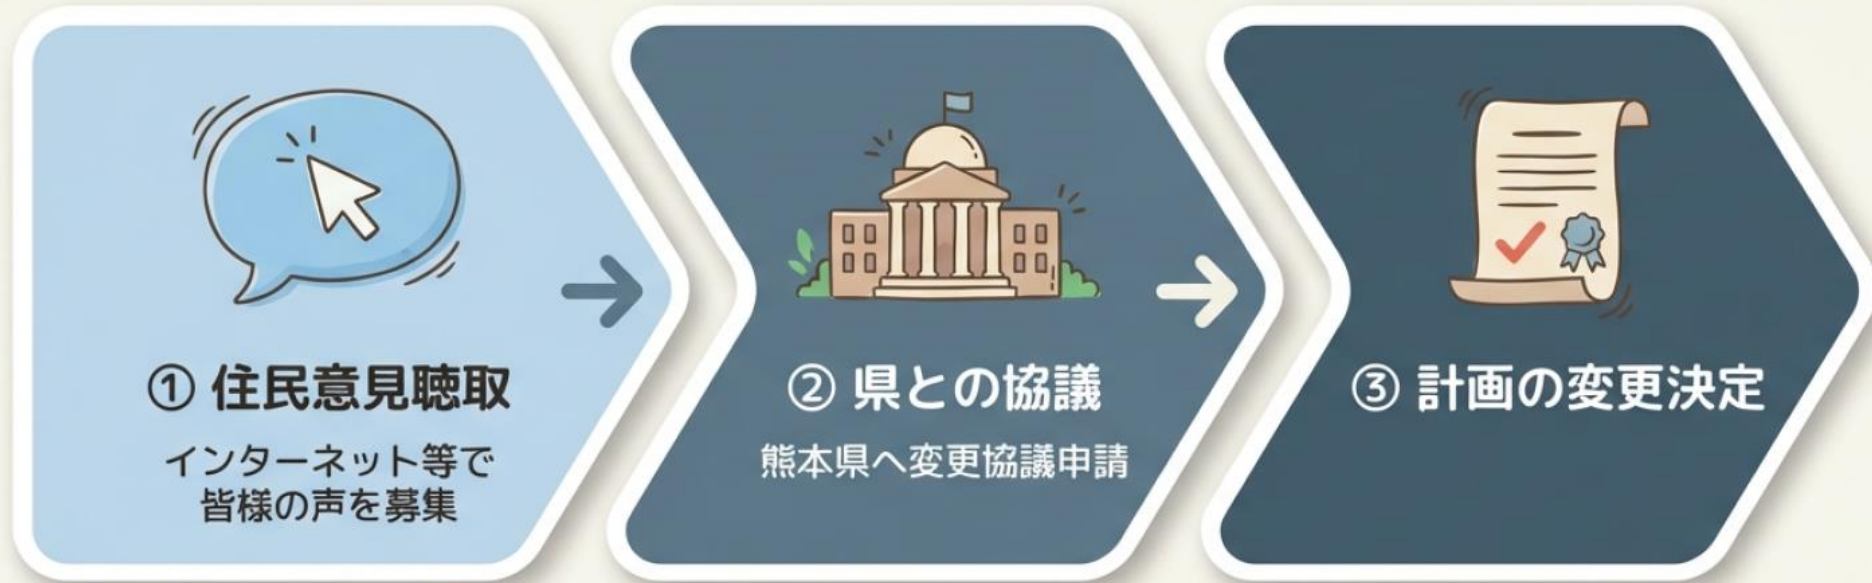 ① 住民意見聴取
インターネット等で
皆様の声を募集
② 県との協議
熊本県へ変更協議申請
③ 計画の変更決定